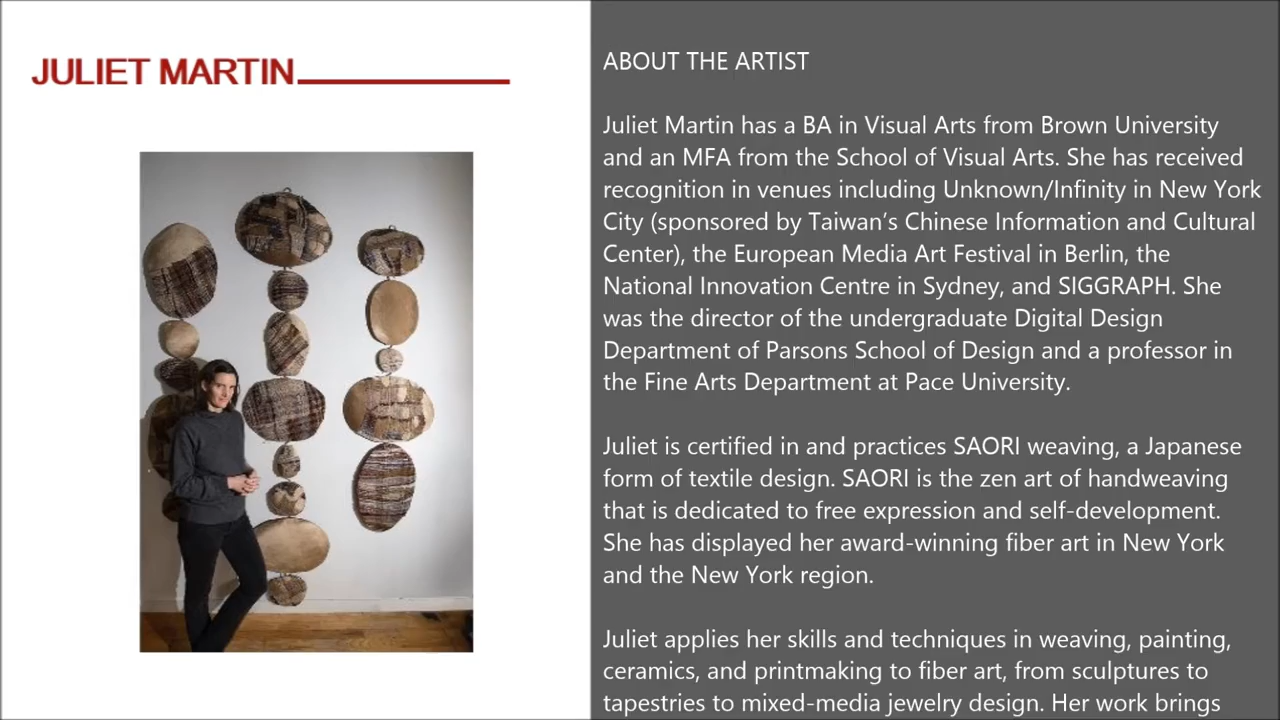 JULIET MARTIN
ABOUT THE ARTIST
Juliet Martin has a BA in Visual Arts from Brown University
and an MFA from the School of Visual Arts. She has received
recognition in venues including Unknown/Infinity in New York
City (sponsored by Taiwan’s Chinese Information and Cultural
Center), the European Media Art Festival in Berlin, the
National Innovation Centre in Sydney, and SIGGRAPH. She
was the director of the undergraduate Digital Design
Department of Parsons School of Design and a professor in
the Fine Arts Department at Pace University.
Juliet is certified in and practices SAORI weaving, a Japanese
form of textile design. SAORI is the zen art of handweaving
that is dedicated to free expression and self-development.
She has displayed her award-winning fiber art in New York
and the New York region.
Juliet applies her skills and techniques in weaving, painting,
ceramics, and printmaking to fiber art, from sculptures to
tapestries to mixed-media jewelry design. Her work brings